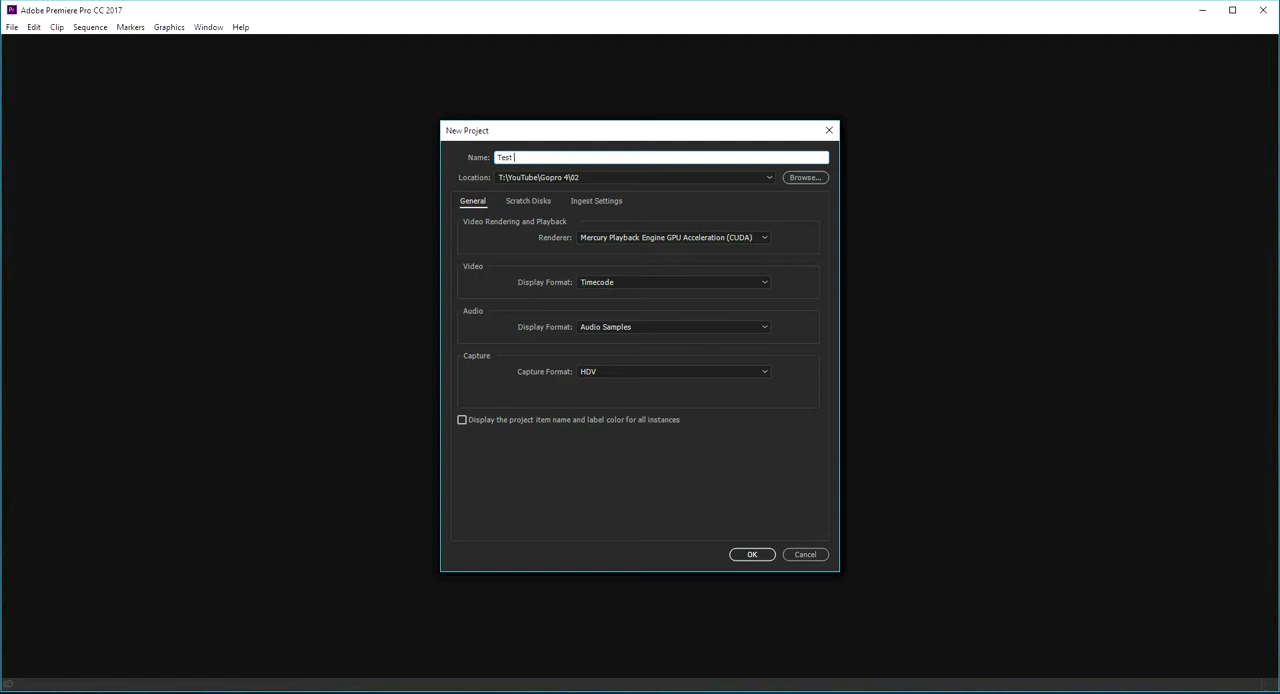 Adobe Premiere Pro CC 2017
File Edit Clip Sequence Markers Graphics Window Help
New Project
Name: Test
Location: T:\YouTube\Gopro 4\02 Browse...
General Scratch Disks Ingest Settings
Video Rendering and Playback
Renderer: Mercury Playback Engine GPU Acceleration (CUDA)
Video
Display Format: Timecode
Audio
Display Format: Audio Samples
Capture
Capture Format: HDV
Display the project item name and label color for all instances
OK Cancel